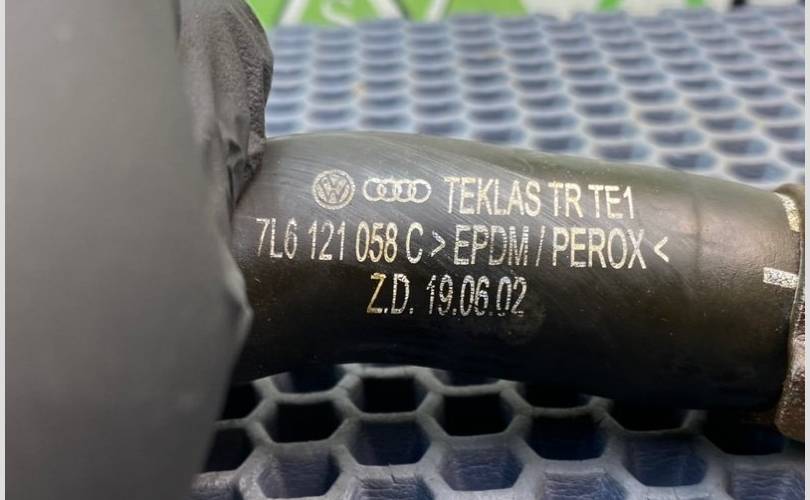 TEKLAS TR TE1
7L6 121 058 C > EPDM / PEROX <
Z.D. 19.06.02